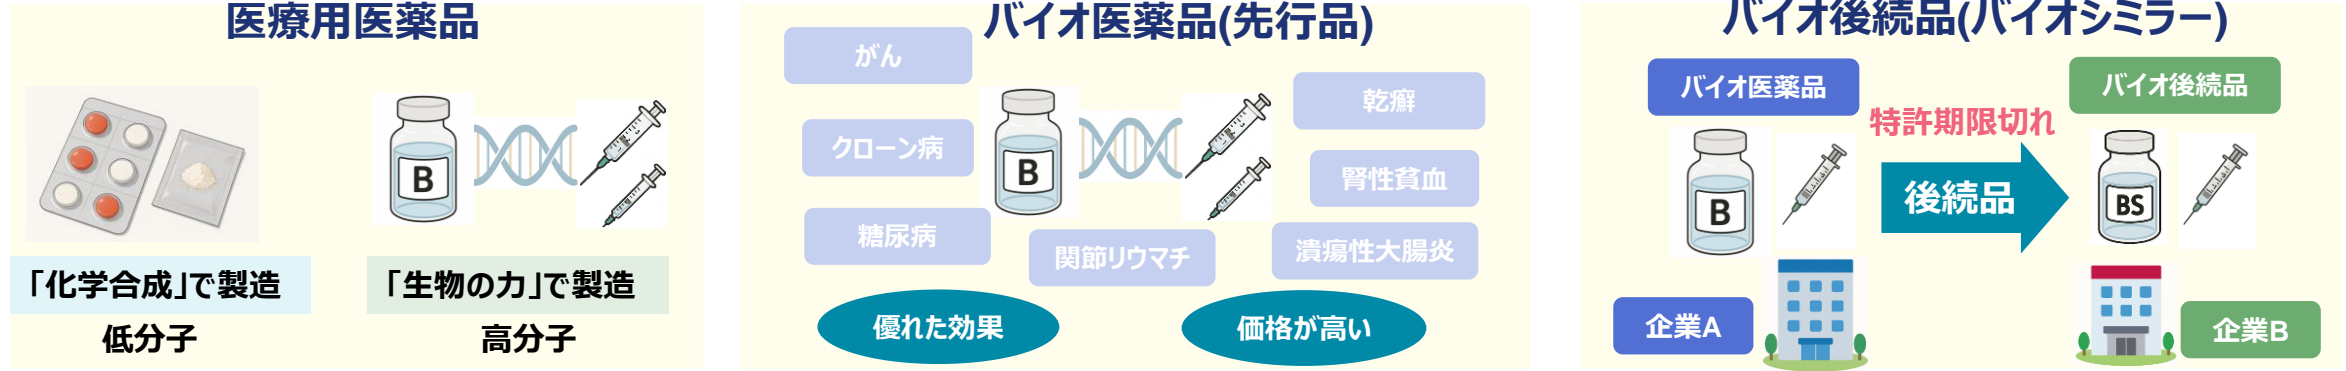 医療用医薬品
B
「化学合成」で製造
低分子
「生物の力」で製造
高分子
バイオ医薬品(先行品)
がん
クローン病
糖尿病
B
関節リウマチ
乾癬
腎性貧血
潰瘍性大腸炎
優れた効果
価格が高い
バイオ後続品(バイオシミラー)
バイオ医薬品
バイオ後続品
特許期限切れ
後続品
B
BS
企業A
企業B